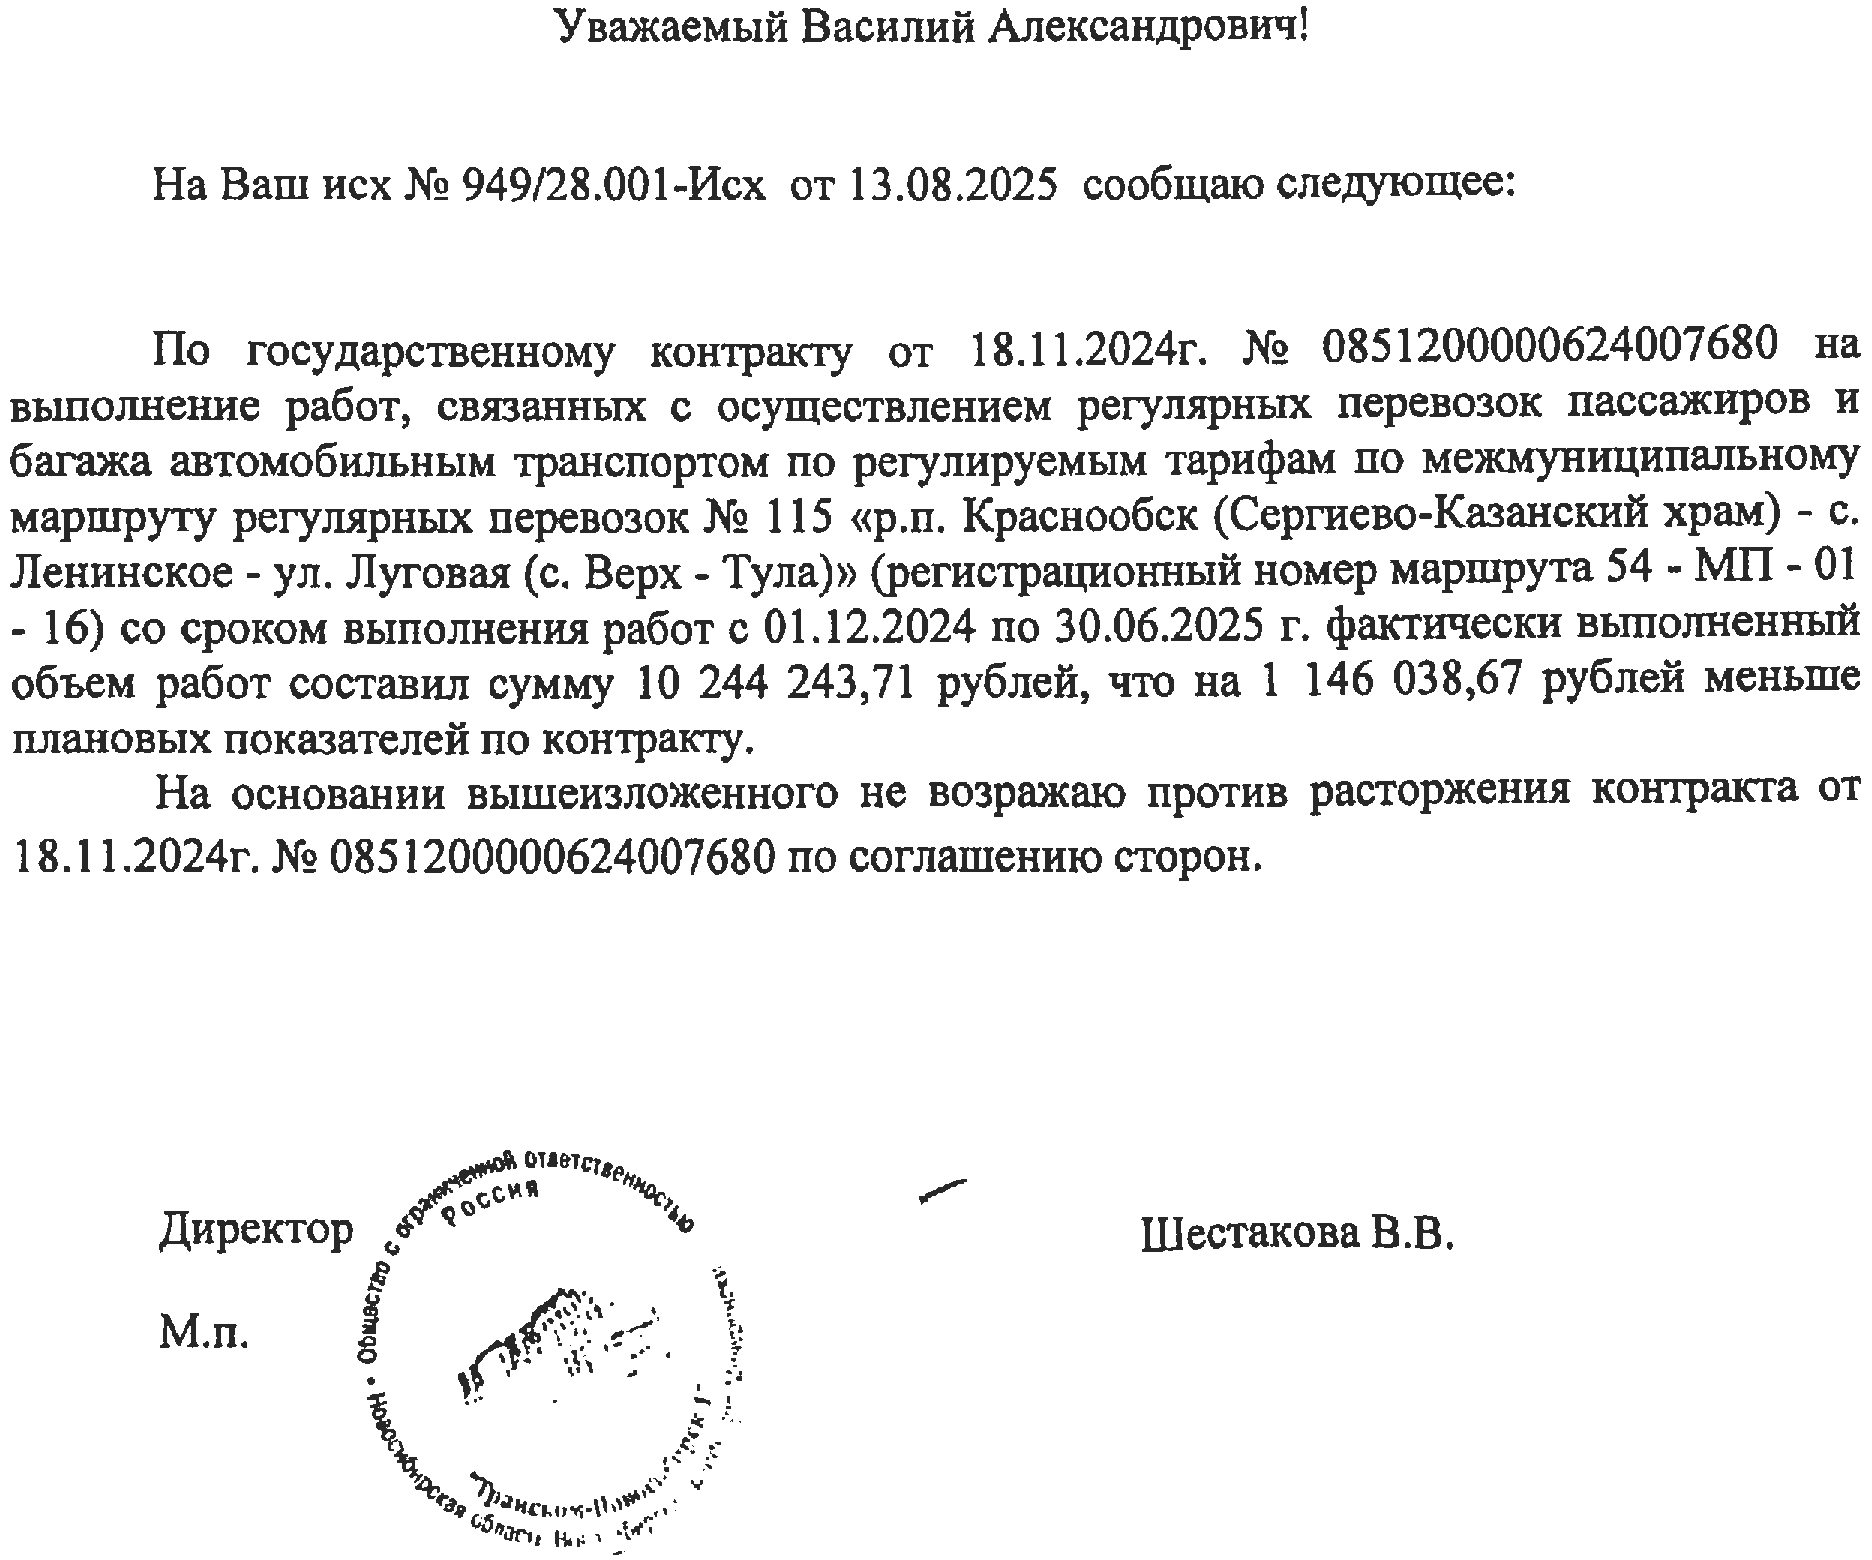 Уважаемый Василий Александрович!
На Ваш исх № 949/28.001-Исх от 13.08.2025 сообщаю следующее:
По государственному контракту от 18.11.2024г. № 0851200000624007680 на
выполнение работ, связанных с осуществлением регулярных перевозок пассажиров и
багажа автомобильным транспортом по регулируемым тарифам по межмуниципальному
маршруту регулярных перевозок № 115 «р.п. Краснообск (Сергиево-Казанский храм) - с.
Ленинское - ул. Луговая (с. Верх - Тула)» (регистрационный номер маршрута 54 - МП - 01
- 16) со сроком выполнения работ с 01.12.2024 по 30.06.2025 г. фактически выполненный
объем работ составил сумму 10 244 243,71 рублей, что на 1 146 038,67 рублей меньше
плановых показателей по контракту.
На основании вышеизложенного не возражаю против расторжения контракта от
18.11.2024г. № 0851200000624007680 по соглашению сторон.
Директор
Шестакова В.В.
М.п.
Общество с ограниченной ответственностью
Россия
• Новосибирская